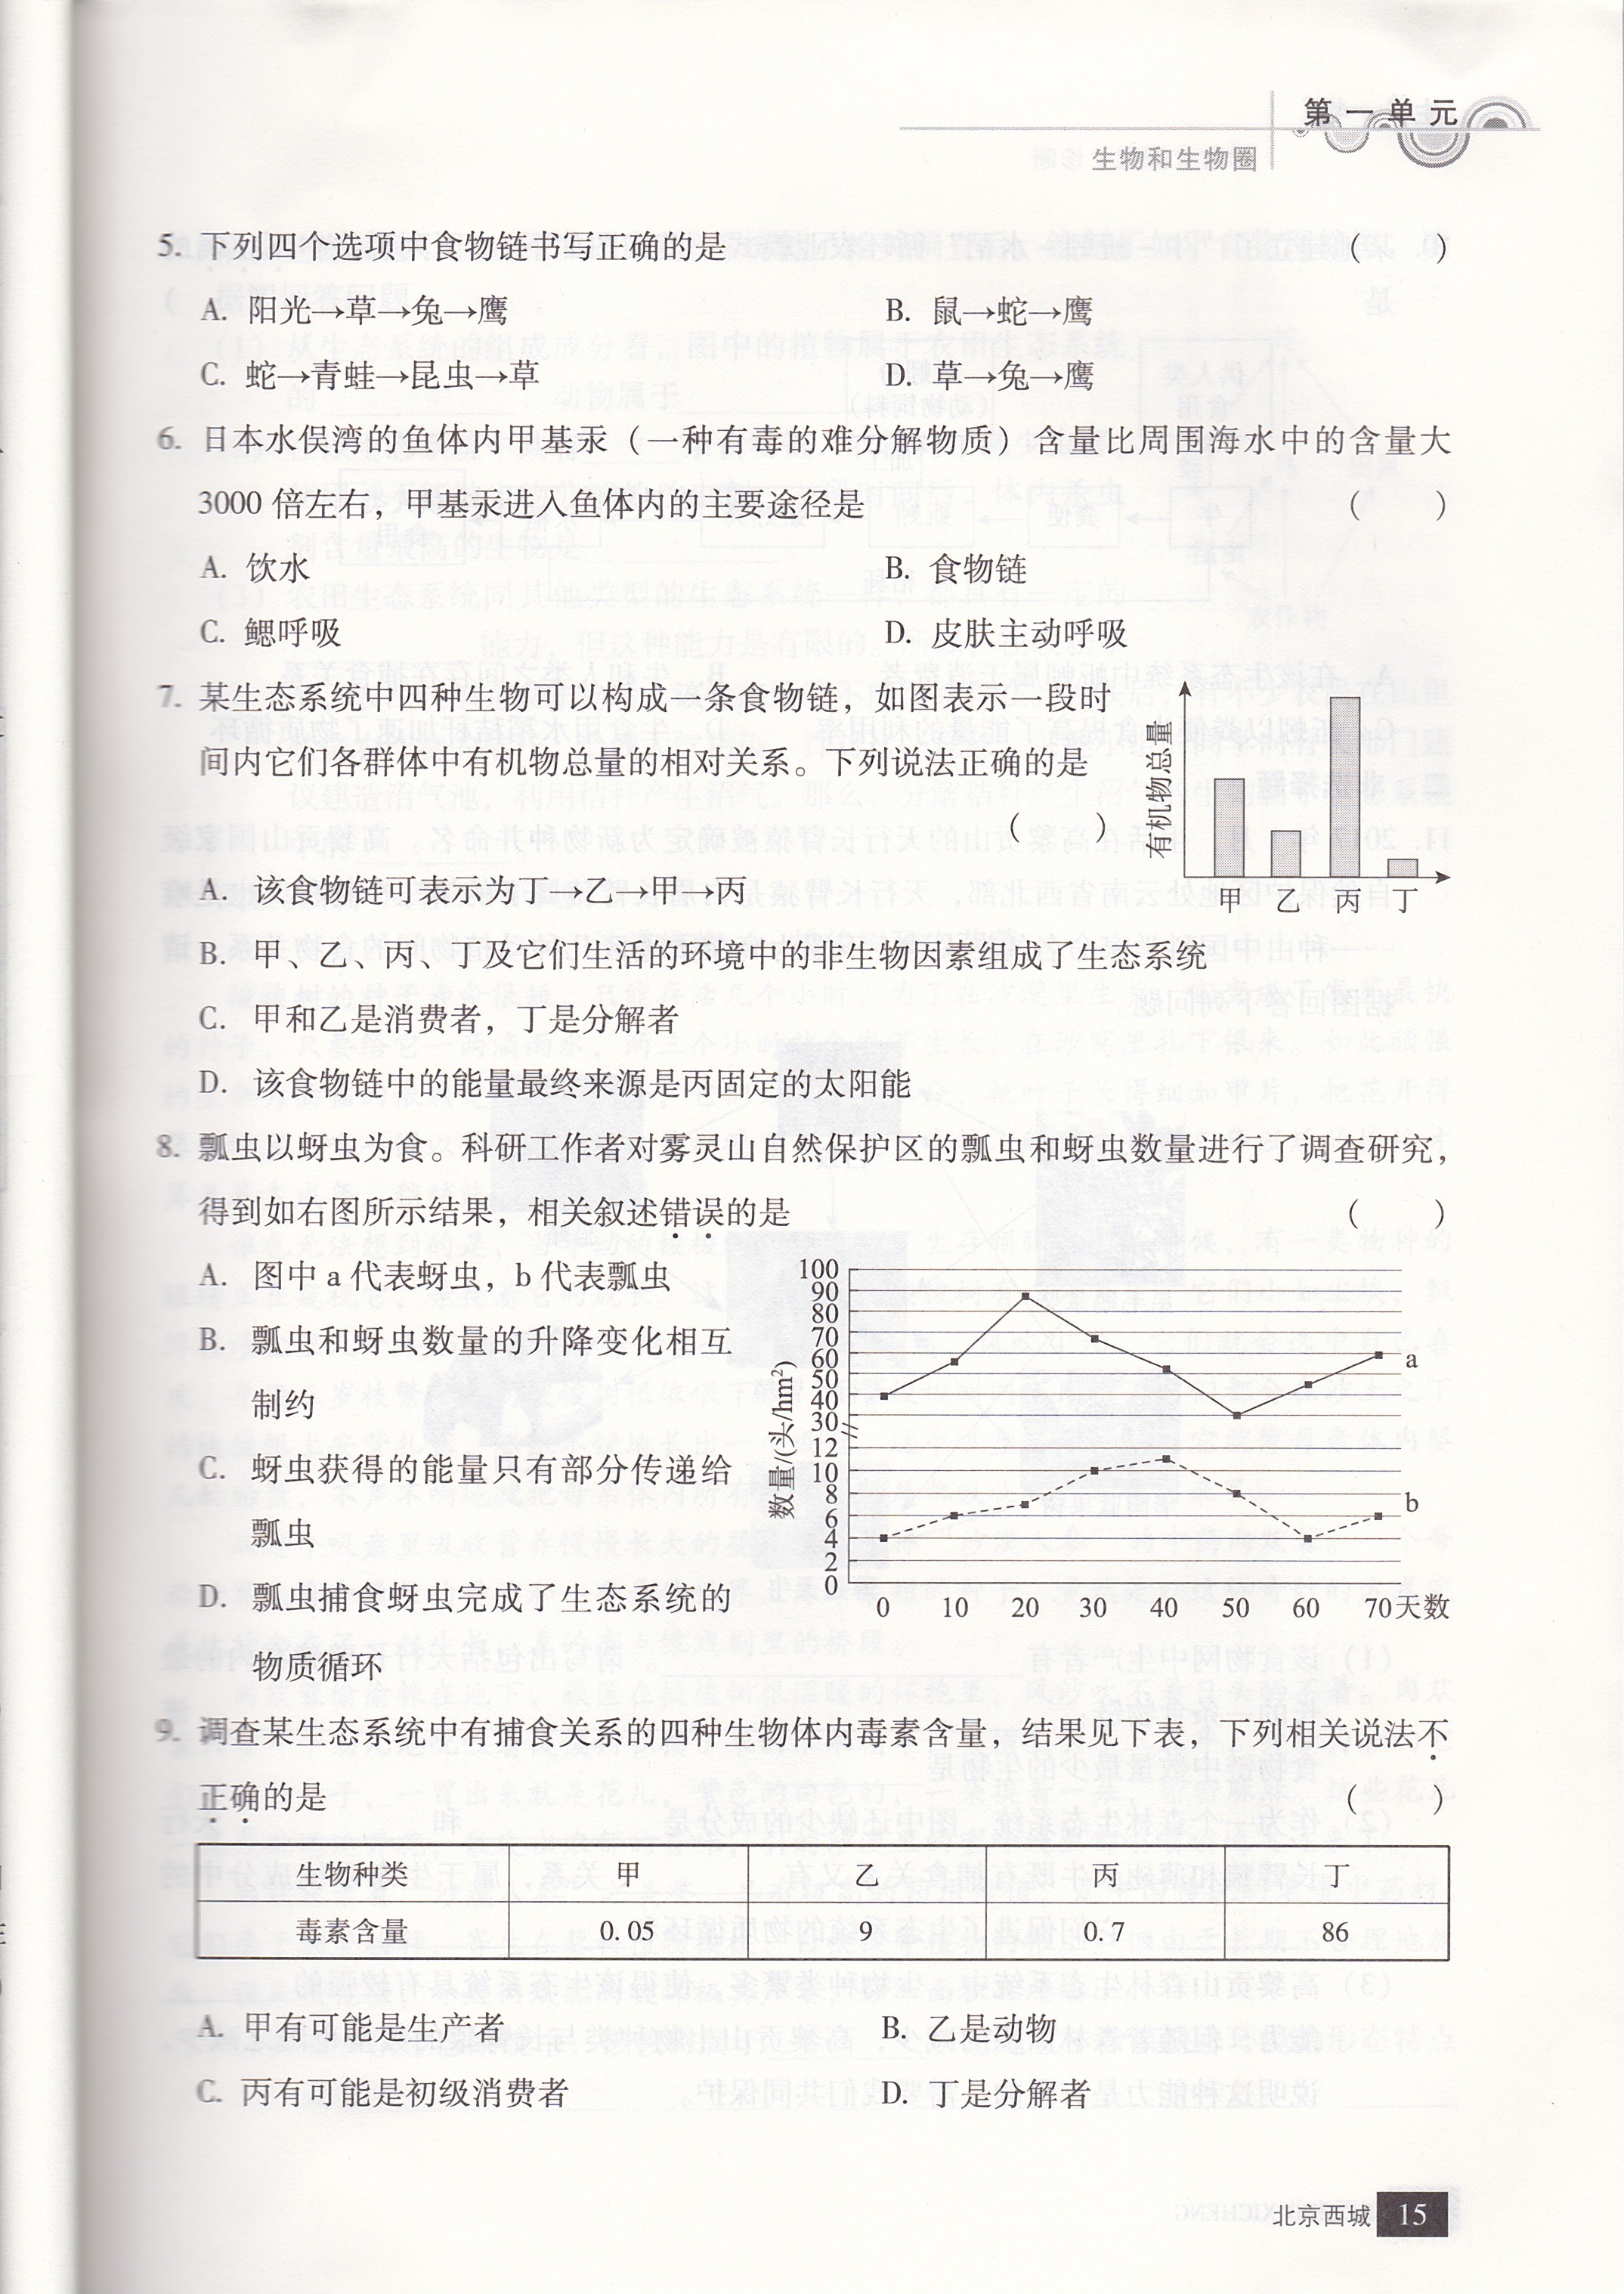 第一单元
生物和生物圈
5. 下列四个选项中食物链书写正确的是 （ ）
A. 阳光→草→兔→鹰 B. 鼠→蛇→鹰
C. 蛇→青蛙→昆虫→草 D. 草→兔→鹰
6. 日本水俣湾的鱼体内甲基汞（一种有毒的难分解物质）含量比周围海水中的含量大
3000 倍左右，甲基汞进入鱼体内的主要途径是 （ ）
A. 饮水 B. 食物链
C. 鳃呼吸 D. 皮肤主动呼吸
7. 某生态系统中四种生物可以构成一条食物链，如图表示一段时
间内它们各群体中有机物总量的相对关系。下列说法正确的是
（ ）
有机物总量
甲 乙 丙 丁
A. 该食物链可表示为丁→乙→甲→丙
B. 甲、乙、丙、丁及它们生活的环境中的非生物因素组成了生态系统
C. 甲和乙是消费者，丁是分解者
D. 该食物链中的能量最终来源是丙固定的太阳能
8. 瓢虫以蚜虫为食。科研工作者对雾灵山自然保护区的瓢虫和蚜虫数量进行了调查研究，
得到如右图所示结果，相关叙述错误的是 （ ）
A. 图中 a 代表蚜虫，b 代表瓢虫
B. 瓢虫和蚜虫数量的升降变化相互
制约
C. 蚜虫获得的能量只有部分传递给
瓢虫
D. 瓢虫捕食蚜虫完成了生态系统的
物质循环
数量/(头/hm²)
100
90
80
70
60
50
40
30
12
10
8
6
4
2
0
a
b
0 10 20 30 40 50 60 70 天数
9. 调查某生态系统中有捕食关系的四种生物体内毒素含量，结果见下表，下列相关说法不
正确的是 （ ）
生物种类 甲 乙 丙 丁
毒素含量 0.05 9 0.7 86
A. 甲有可能是生产者 B. 乙是动物
C. 丙有可能是初级消费者 D. 丁是分解者
北京西城 15